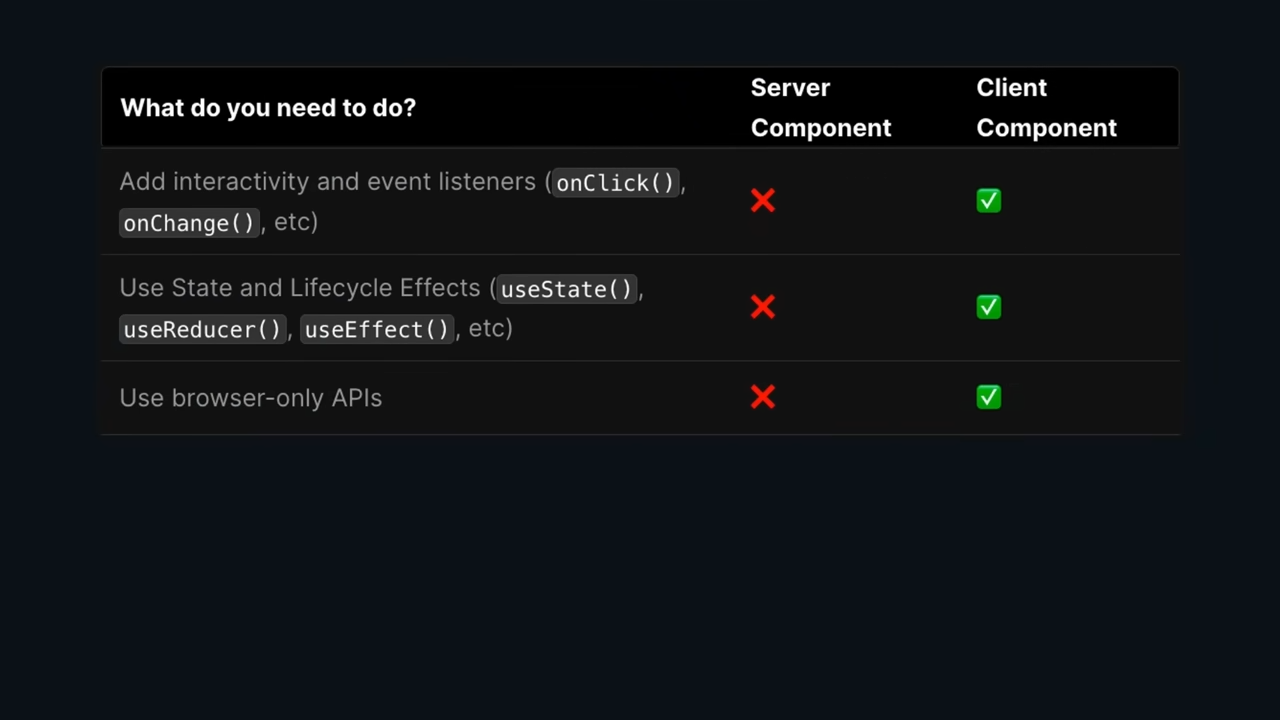 What do you need to do?
Server
Component
Client
Component
Add interactivity and event listeners (onClick(),
onChange(), etc)
❌ ✅
Use State and Lifecycle Effects (useState(),
useReducer(), useEffect(), etc)
❌ ✅
Use browser-only APIs
❌ ✅